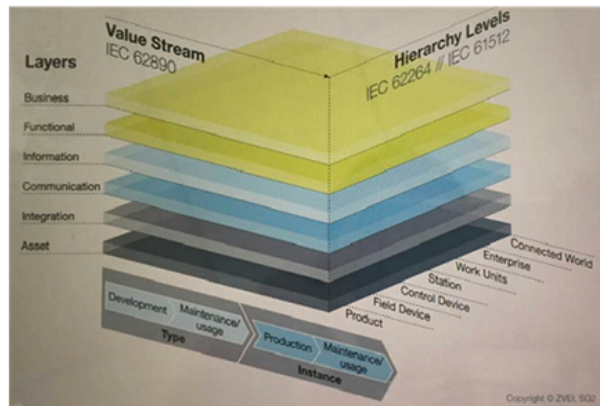 Value Stream
IEC 62890
Hierarchy Levels
IEC 62264 // IEC 61512
Layers
Business
Functional
Information
Communication
Integration
Asset
Connected World
Enterprise
Work Units
Station
Control Device
Field Device
Product
Development
Maintenance/
usage
Type
Production
Maintenance/
usage
Instance
Copyright © ZVEI, SG2